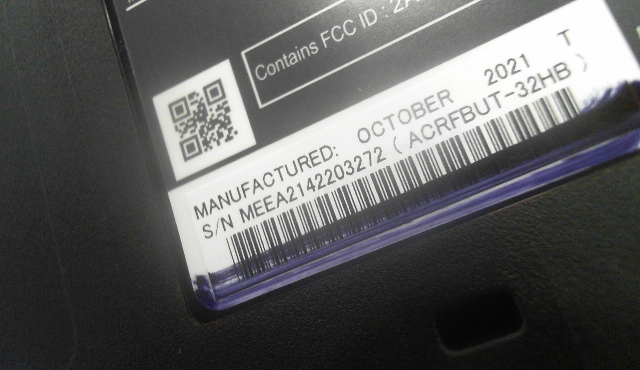 Contains FCC ID : 2A
MANUFACTURED: OCTOBER 2021 T
S/N MEEA2142203272 ( ACRFBUT-32HB )